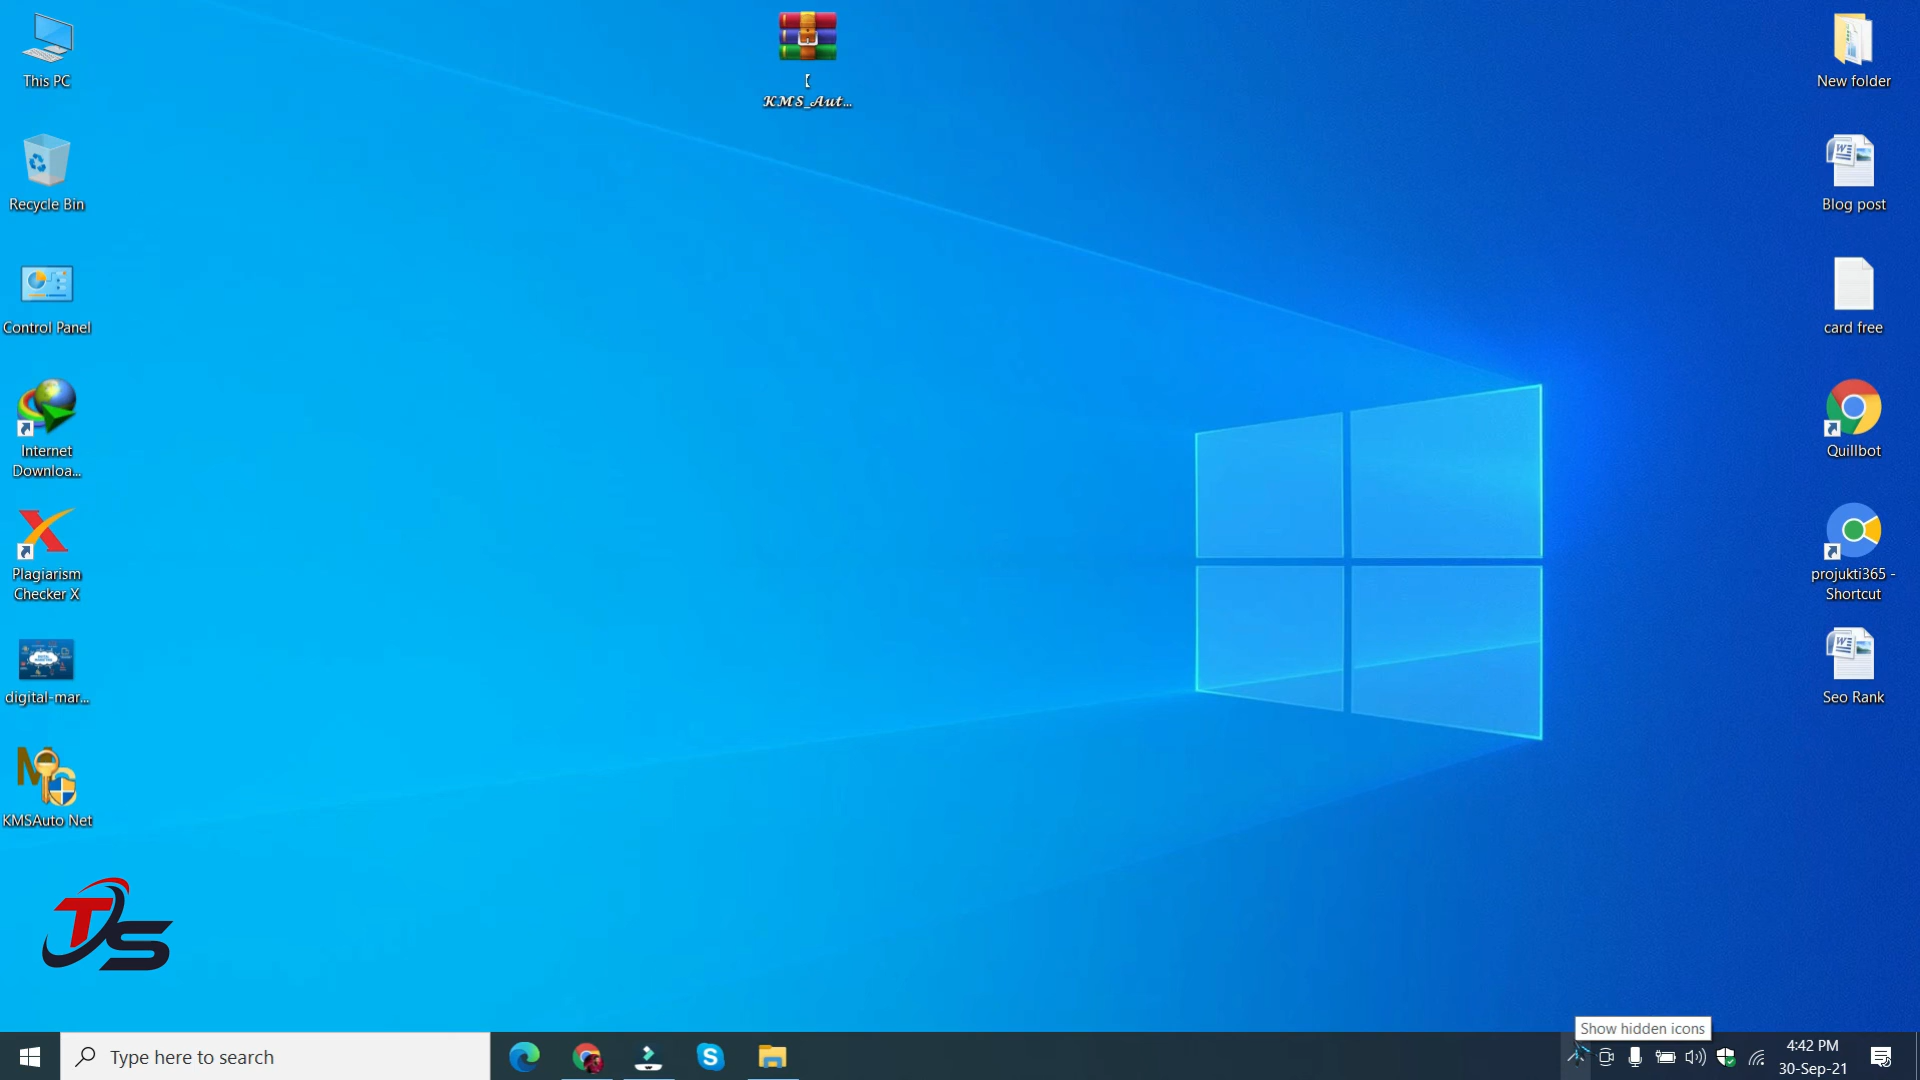 This PC
【
KMS_Aut...
New folder
Recycle Bin
Blog post
Control Panel
card free
Internet
Downloa...
Quillbot
Plagiarism
Checker X
projukti365 -
Shortcut
digital-mar...
Seo Rank
KMSAuto Net
TS
Show hidden icons
Type here to search
4:42 PM
30-Sep-21